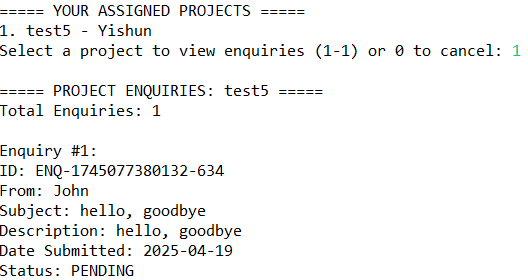 ===== YOUR ASSIGNED PROJECTS =====
1. test5 - Yishun
Select a project to view enquiries (1-1) or 0 to cancel: 1
===== PROJECT ENQUIRIES: test5 =====
Total Enquiries: 1
Enquiry #1:
ID: ENQ-1745077380132-634
From: John
Subject: hello, goodbye
Description: hello, goodbye
Date Submitted: 2025-04-19
Status: PENDING